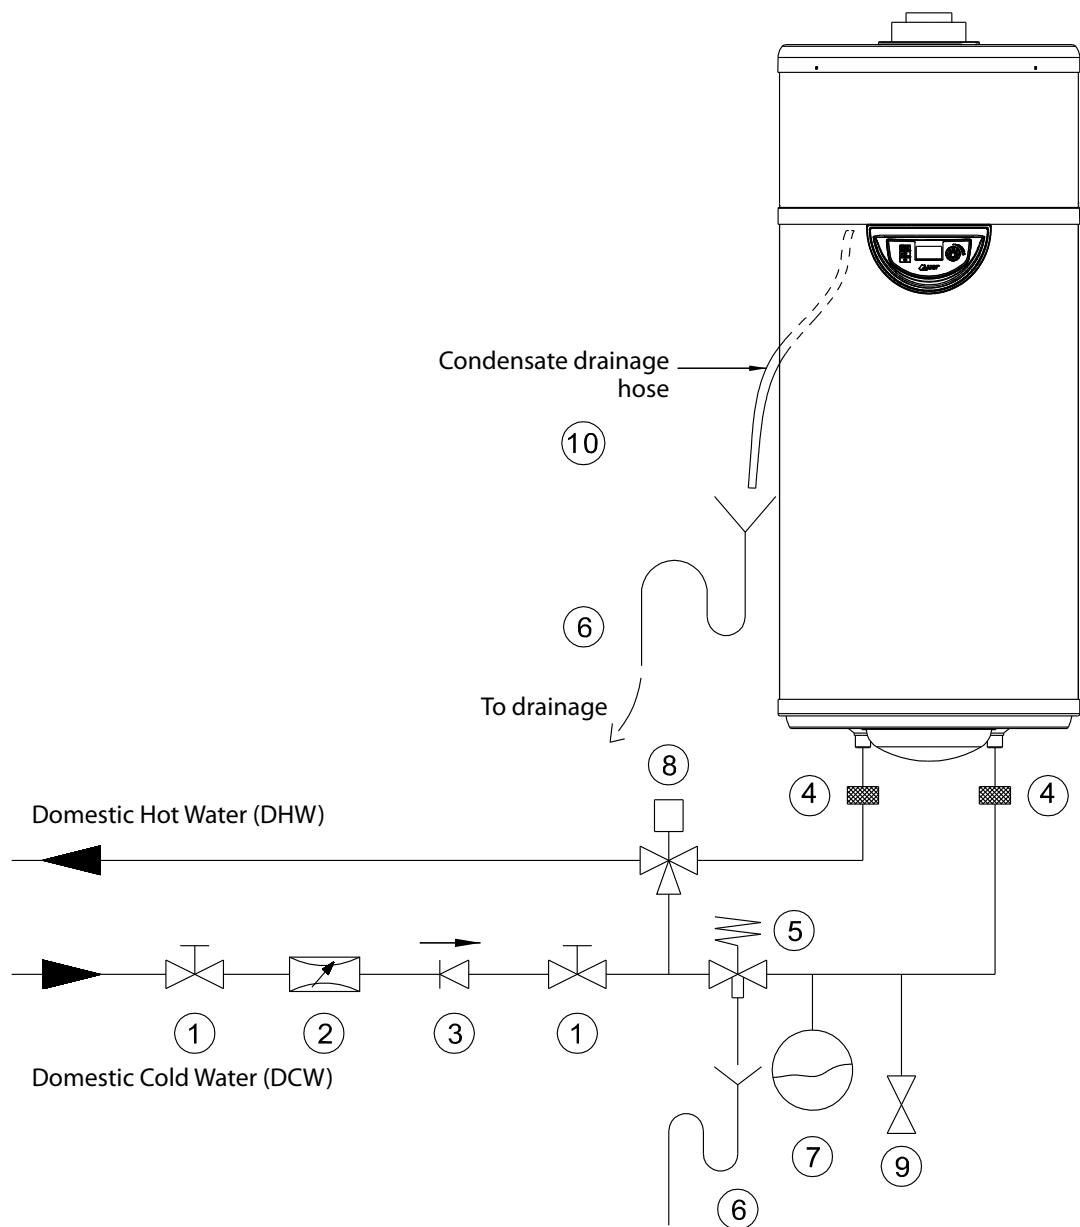 Condensate drainage
hose
10
6
To drainage
8
4
4
Domestic Hot Water (DHW)
5
1
2
3
1
Domestic Cold Water (DCW)
7
9
6